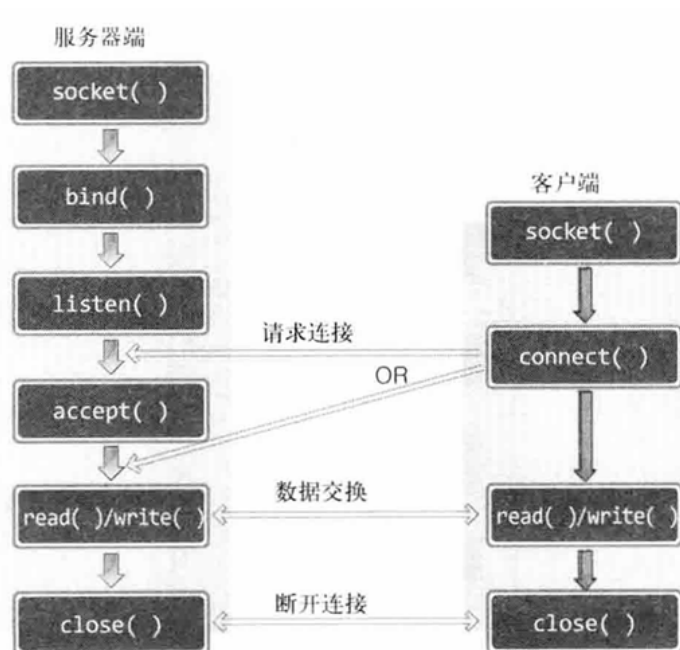 服务器端
socket( )
bind( )
listen( )
accept( )
read( )/write( )
close( )
客户端
socket( )
connect( )
read( )/write( )
close( )
请求连接
OR
数据交换
断开连接